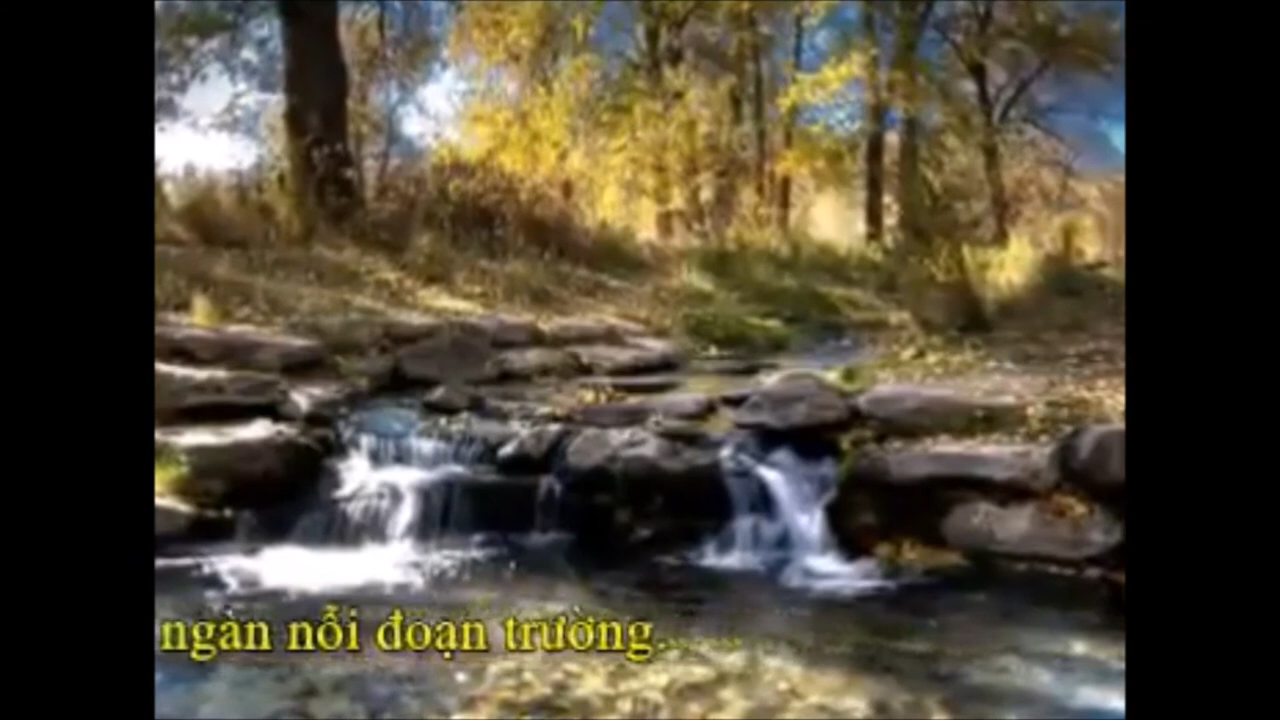 ngàn nỗi đoạn trường......